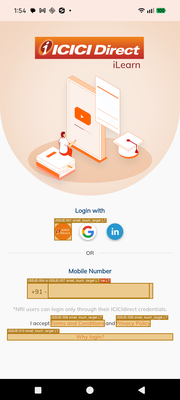 1:54
ICICI Direct
iLearn
Login with
OR
Mobile Number
+91 -
*NRI users can login only through their ICICIdirect credentials.
I accept Terms and Conditions and Privacy Policy
Why login?